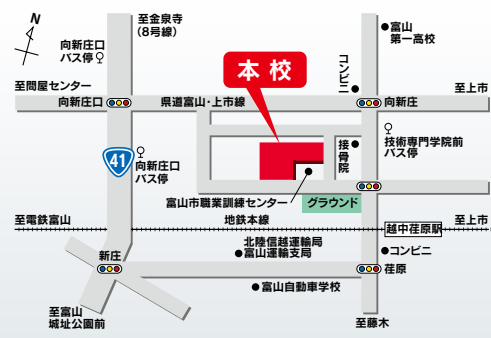 N
至金泉寺
(8号線)
向新庄口
バス停
本校
コンビニ
富山
第一高校
至問屋センター
至上市
向新庄口
県道富山・上市線
向新庄
41
向新庄口
バス停
接骨院
技術専門学院前
バス停
富山市職業訓練センター
グラウンド
至電鉄富山
地鉄本線
越中荏原駅
至上市
新庄
北陸信越運輸局
富山運輸支局
コンビニ
荏原
富山自動車学校
至富山
城址公園前
至藤木